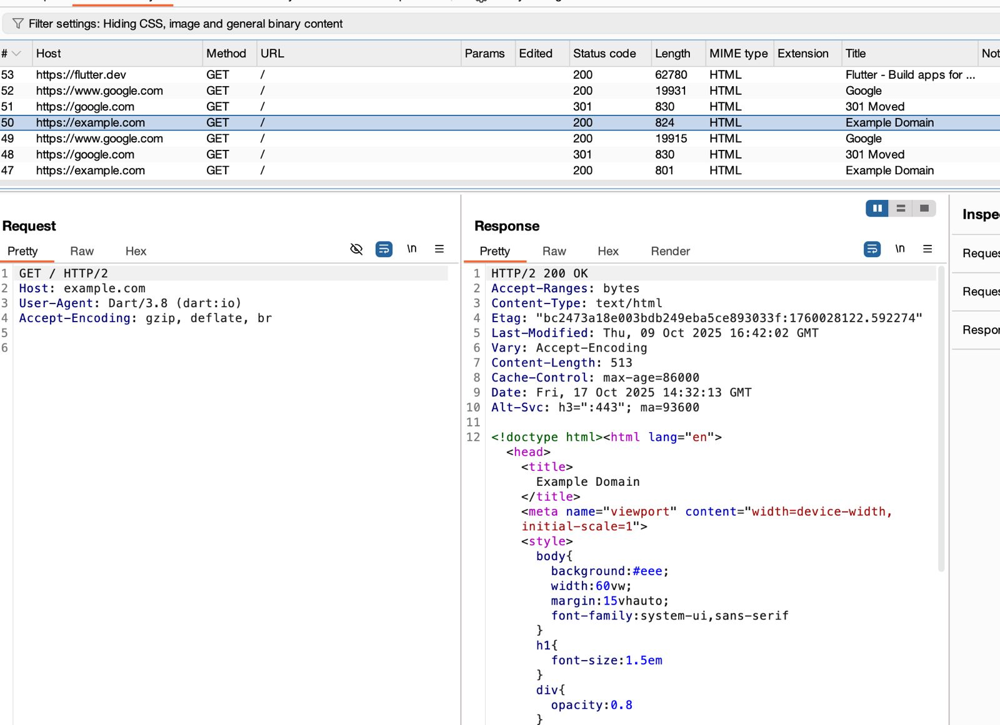 Filter settings: Hiding CSS, image and general binary content
# Host Method URL Params Edited Status code Length MIME type Extension Title Not
53 https://flutter.dev GET / 200 62780 HTML Flutter - Build apps for ...
52 https://www.google.com GET / 200 19931 HTML Google
51 https://google.com GET / 301 830 HTML 301 Moved
50 https://example.com GET / 200 824 HTML Example Domain
49 https://www.google.com GET / 200 19915 HTML Google
48 https://google.com GET / 301 830 HTML 301 Moved
47 https://example.com GET / 200 801 HTML Example Domain
Request
Pretty Raw Hex \n
1 GET / HTTP/2
2 Host: example.com
3 User-Agent: Dart/3.8 (dart:io)
4 Accept-Encoding: gzip, deflate, br
5
6
Response
Pretty Raw Hex Render \n
1 HTTP/2 200 OK
2 Accept-Ranges: bytes
3 Content-Type: text/html
4 Etag: "bc2473a18e003bdb249eba5ce893033f:1760028122.592274"
5 Last-Modified: Thu, 09 Oct 2025 16:42:02 GMT
6 Vary: Accept-Encoding
7 Content-Length: 513
8 Cache-Control: max-age=86000
9 Date: Fri, 17 Oct 2025 14:32:13 GMT
10 Alt-Svc: h3=":443"; ma=93600
11
12 <!doctype html><html lang="en">
<head>
<title>
Example Domain
</title>
<meta name="viewport" content="width=device-width,
initial-scale=1">
<style>
body{
background:#eee;
width:60vw;
margin:15vhauto;
font-family:system-ui,sans-serif
}
h1{
font-size:1.5em
}
div{
opacity:0.8
}
Inspe
Reques
Reques
Respon